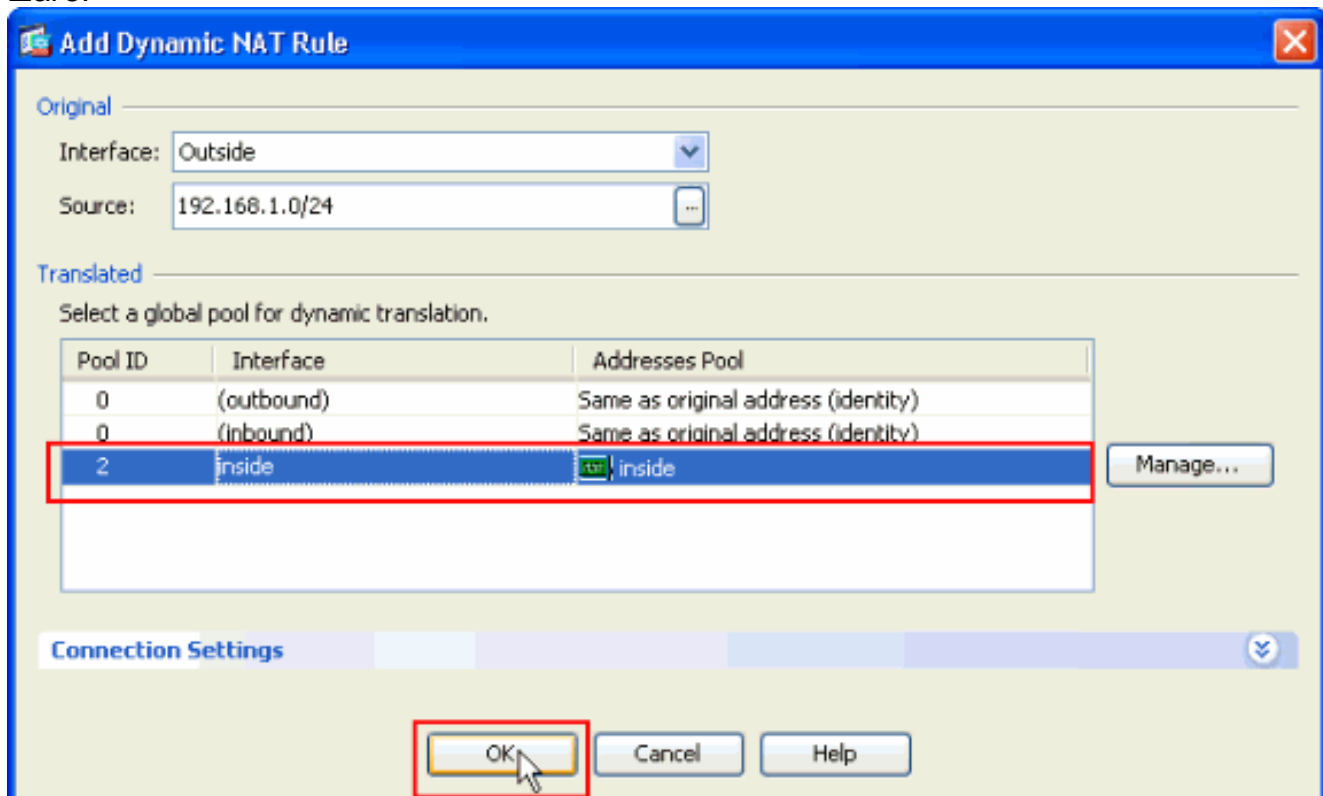 Add Dynamic NAT Rule
Original
Interface: Outside
Source: 192.168.1.0/24 ...
Translated
Select a global pool for dynamic translation.
Pool ID Interface Addresses Pool
0 (outbound) Same as original address (identity)
0 (inbound) Same as original address (identity)
2 inside inside
Manage...
Connection Settings
OK Cancel Help